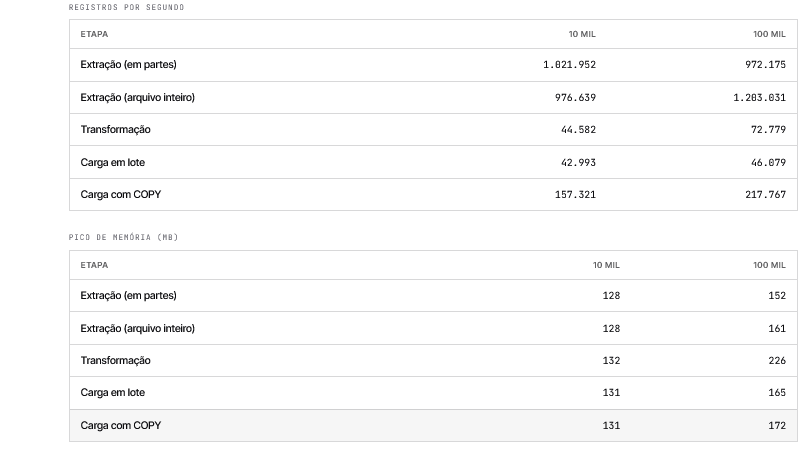 REGISTROS POR SEGUNDO
ETAPA 10 MIL 100 MIL
Extração (em partes) 1.021.952 972.175
Extração (arquivo inteiro) 976.639 1.203.031
Transformação 44.582 72.779
Carga em lote 42.993 46.079
Carga com COPY 157.321 217.767
PICO DE MEMÓRIA (MB)
ETAPA 10 MIL 100 MIL
Extração (em partes) 128 152
Extração (arquivo inteiro) 128 161
Transformação 132 226
Carga em lote 131 165
Carga com COPY 131 172